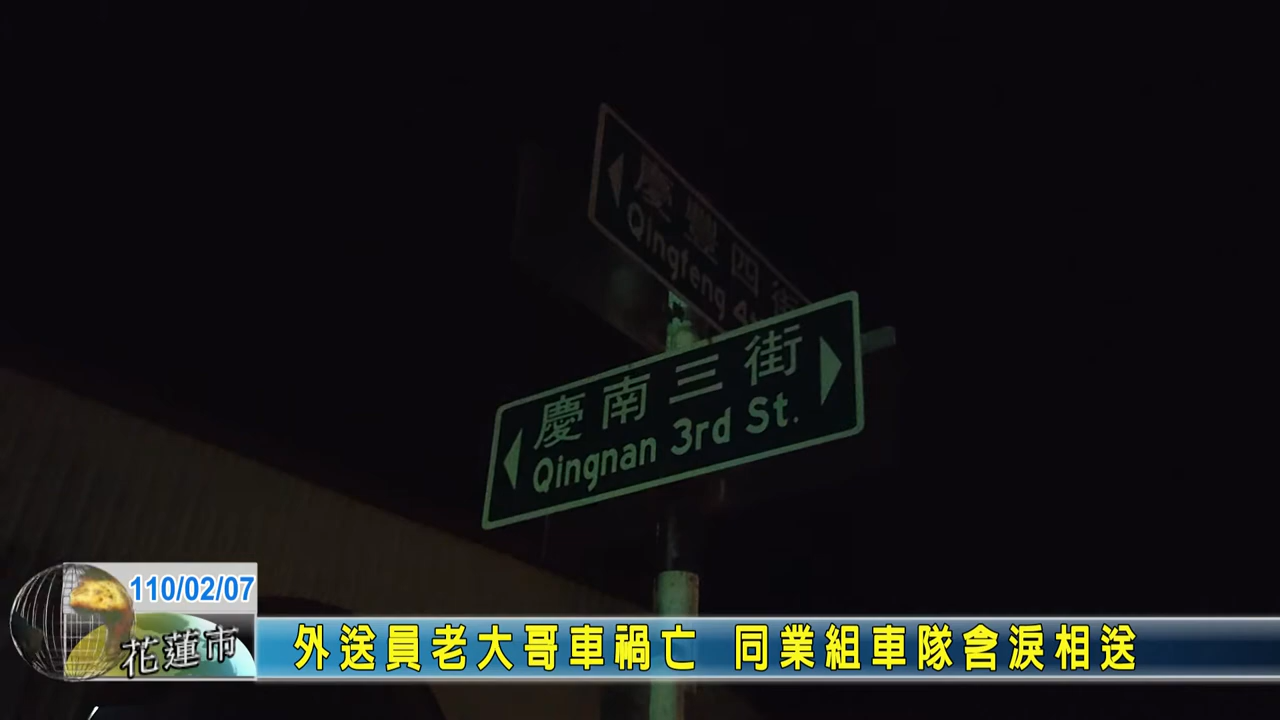 慶豐四街
Qingfeng 4
慶南三街
Qingnan 3rd St.
110/02/07
花蓮市
外送員老大哥車禍亡 同業組車隊含淚相送